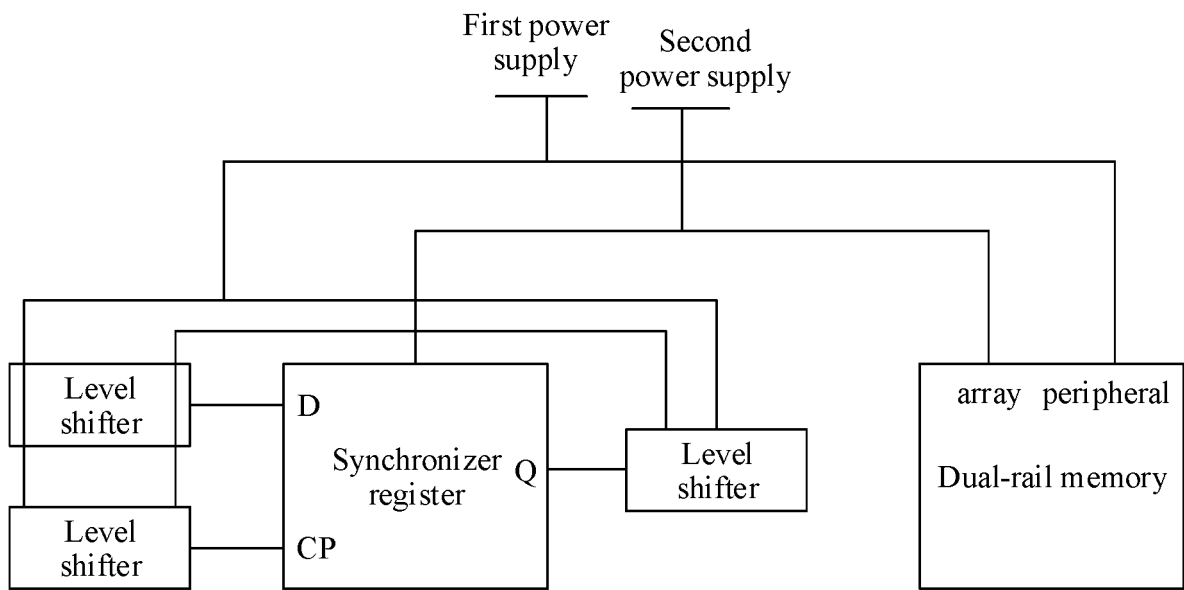 First power
supply
Second
power supply
Level
shifter
D
Synchronizer
register
Q
Level
shifter
array peripheral
Dual-rail memory
Level
shifter
CP